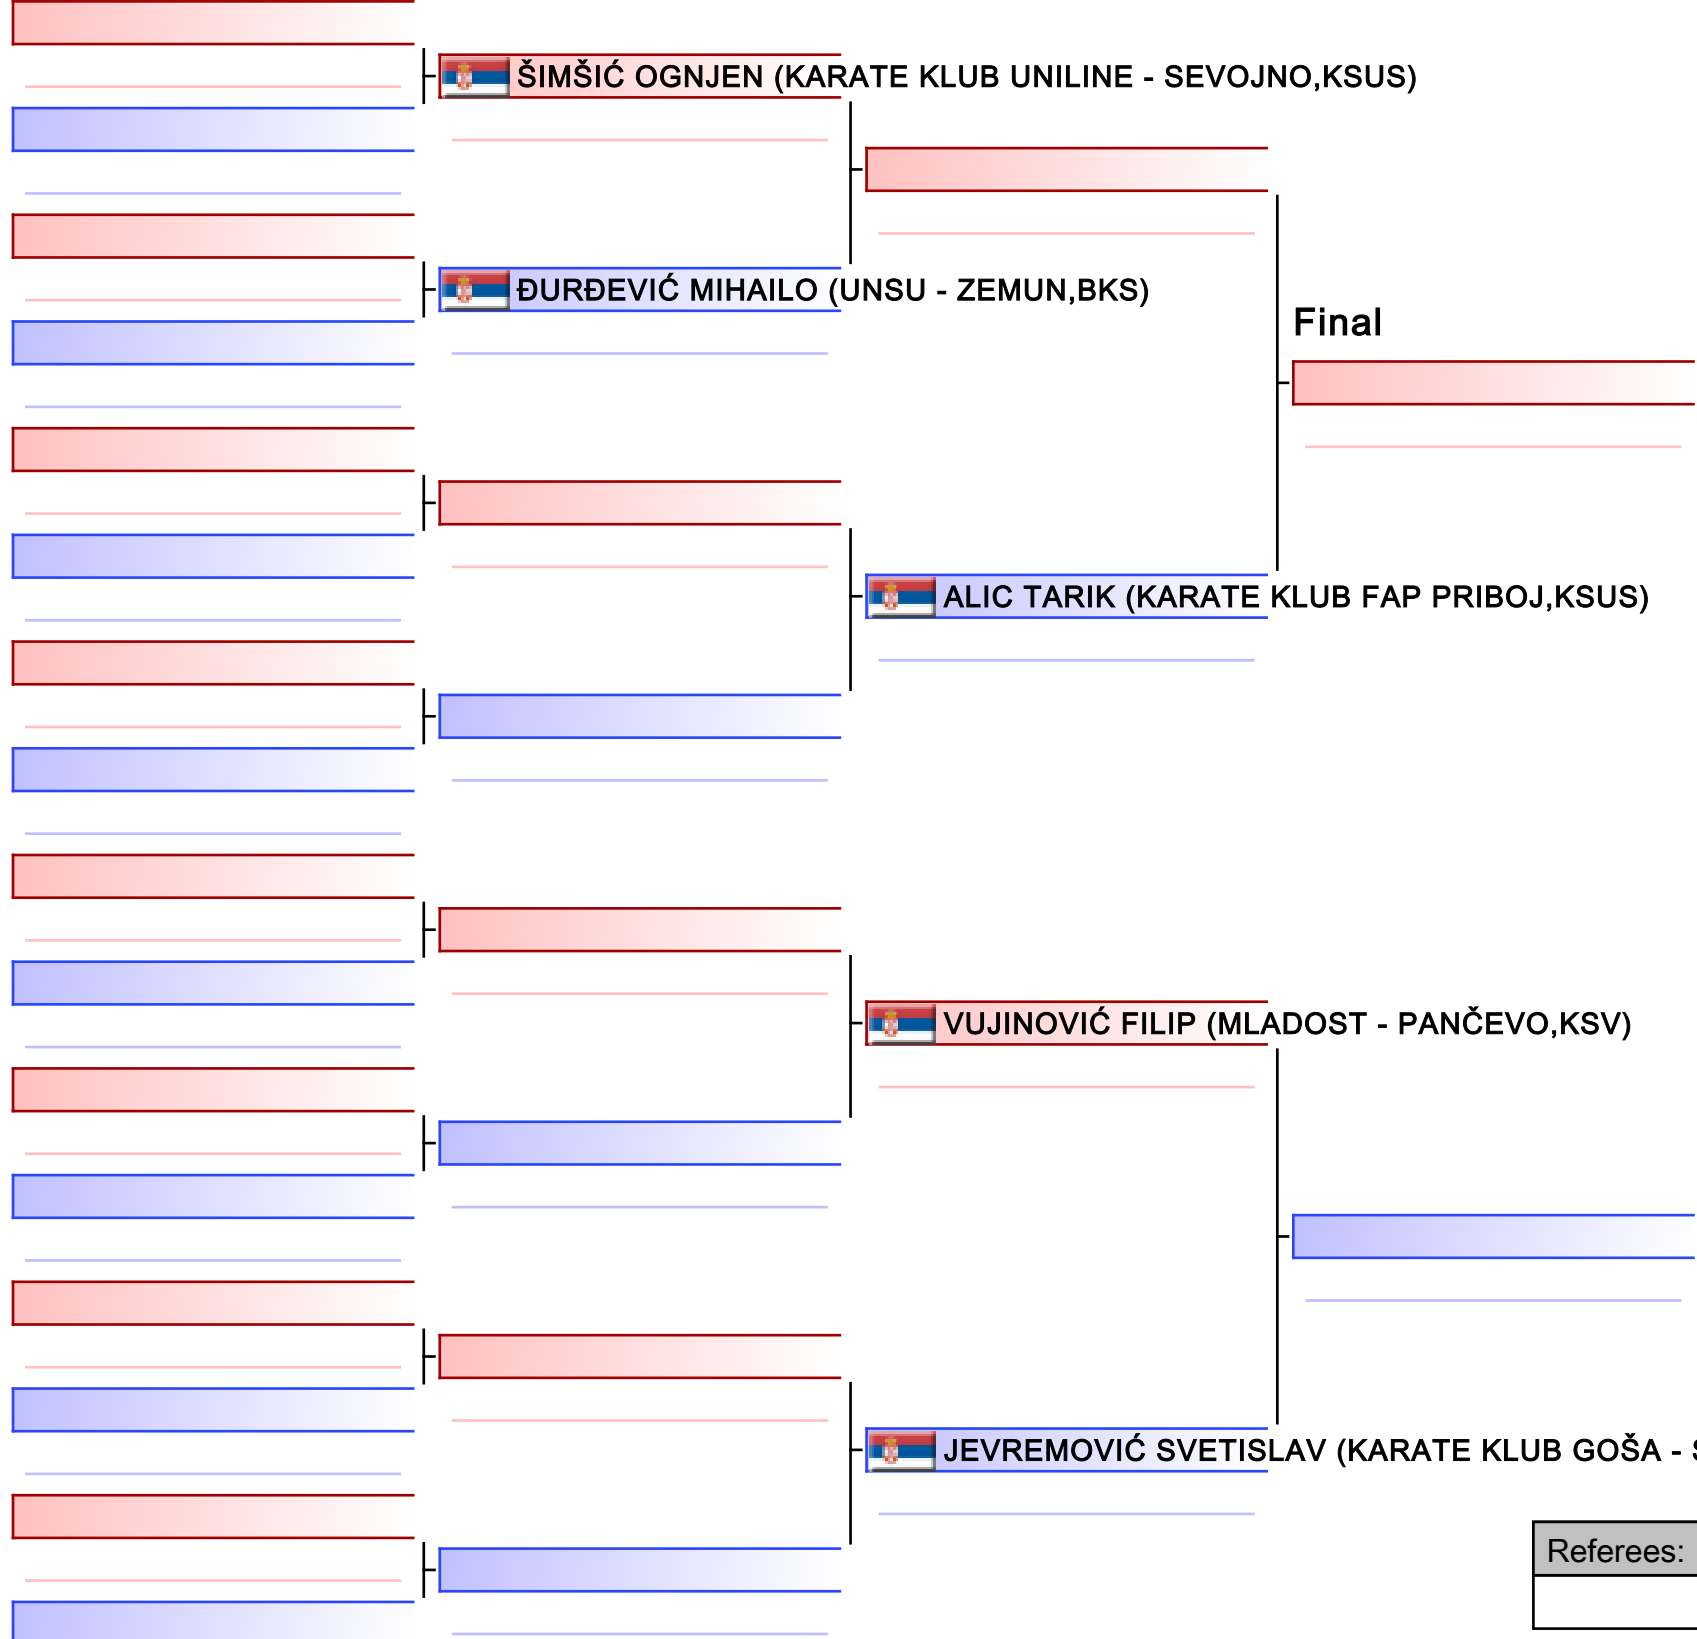 ŠIMŠIĆ OGNJEN (KARATE KLUB UNILINE - SEVOJNO,KSUS)
ĐURĐEVIĆ MIHAILO (UNSU - ZEMUN,BKS)
Final
ALIC TARIK (KARATE KLUB FAP PRIBOJ,KSUS)
VUJINOVIĆ FILIP (MLADOST - PANČEVO,KSV)
JEVREMOVIĆ SVETISLAV (KARATE KLUB GOŠA -
Referees: